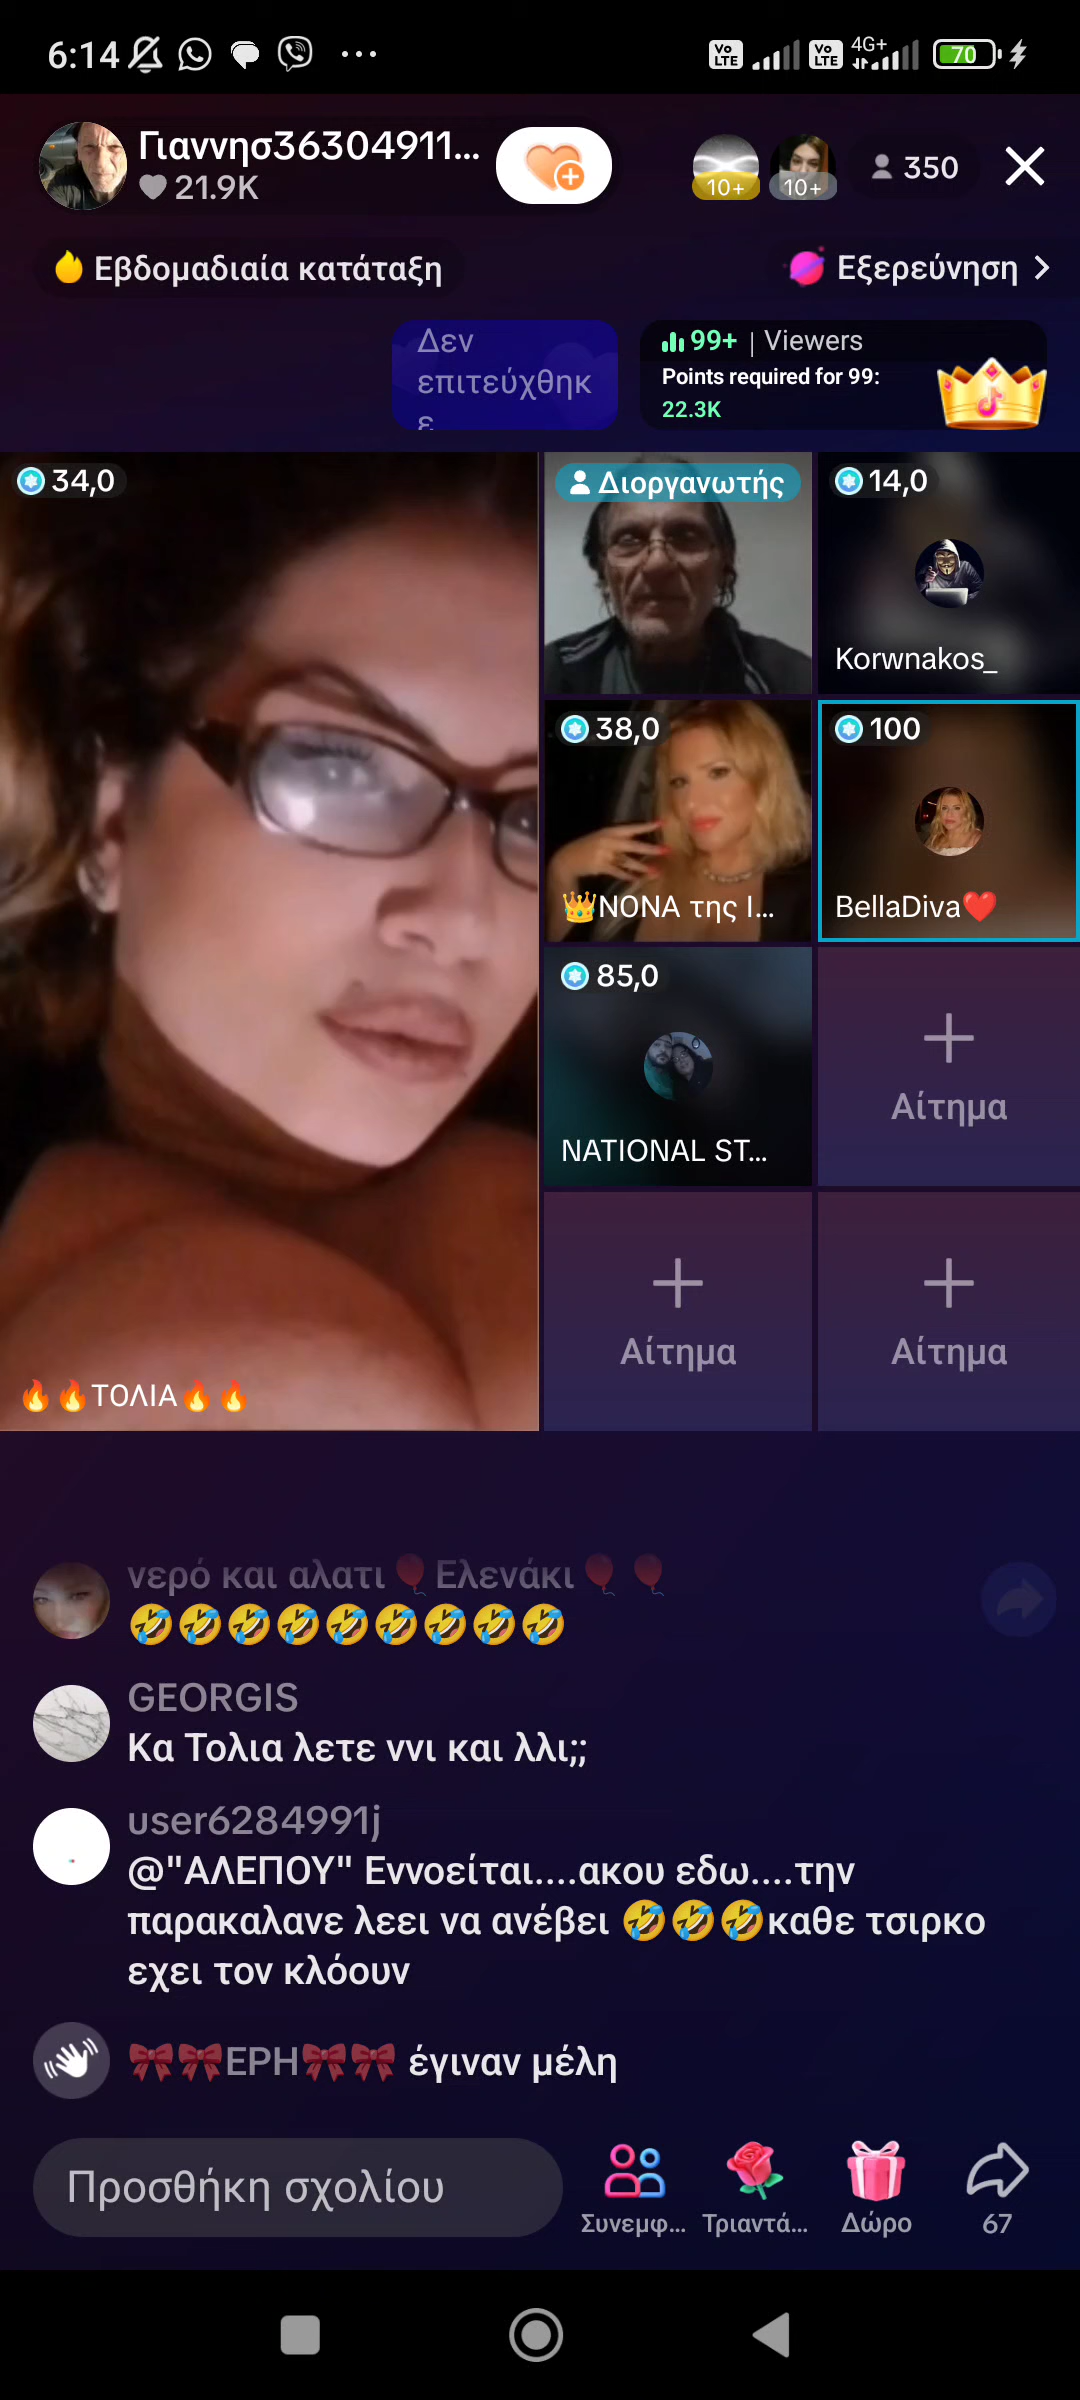 6:14
Vo LTE
Vo LTE
4G+
70
Γιαννησ36304911...
21.9K
10+
10+
350
Εβδομαδιαία κατάταξη
Εξερεύνηση
Δεν
επιτεύχθηκ
ε
99+ | Viewers
Points required for 99:
22.3K
34,0
Διοργανωτής
14,0
Korwnakos_
38,0
👑NONA της Ι...
100
BellaDiva❤️
85,0
NATIONAL ST...
Αίτημα
Αίτημα
Αίτημα
🔥🔥ΤΟΛΙΑ🔥🔥
νερό και αλατι🎈Ελενάκι🎈🎈
🤣🤣🤣🤣🤣🤣🤣🤣🤣
GEORGIS
Κα Τολια λετε ννι και λλι;;
user6284991j
@"ΑΛΕΠΟΥ" Εννοείται....ακου εδω....την
παρακαλανε λεει να ανέβει 🤣🤣🤣καθε τσιρκο
εχει τον κλόουν
🎀🎀ΕΡΗ🎀🎀 έγιναν μέλη
Προσθήκη σχολίου
Συνεμφ...
Τριαντά...
Δώρο
67